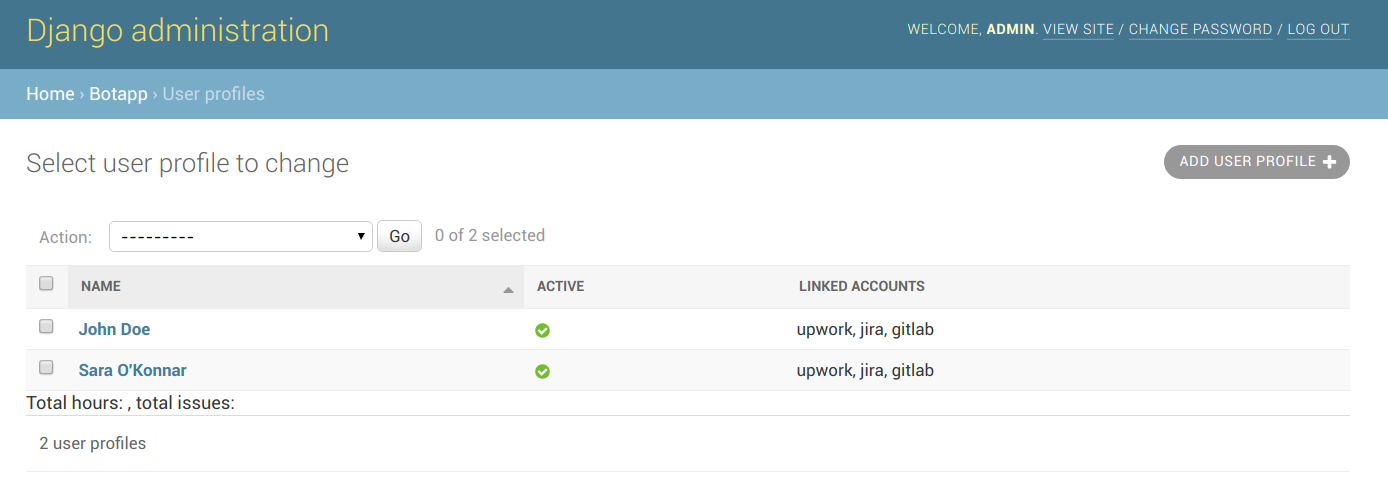 Django administration
WELCOME, ADMIN. VIEW SITE / CHANGE PASSWORD / LOG OUT
Home › Botapp › User profiles
Select user profile to change
ADD USER PROFILE
Action: --------- Go 0 of 2 selected
NAME ACTIVE LINKED ACCOUNTS
John Doe upwork, jira, gitlab
Sara O'Konnar upwork, jira, gitlab
Total hours: , total issues:
2 user profiles